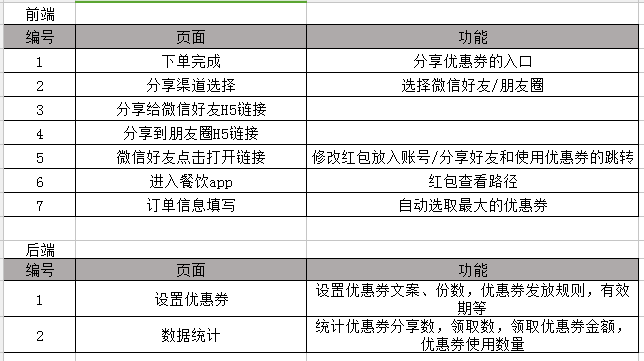 前端
编号 页面 功能
1 下单完成 分享优惠券的入口
2 分享渠道选择 选择微信好友/朋友圈
3 分享给微信好友H5链接
4 分享到朋友圈H5链接
5 微信好友点击打开链接 修改红包放入账号/分享好友和使用优惠券的跳转
6 进入餐饮app 红包查看路径
7 订单信息填写 自动选取最大的优惠券
后端
编号 页面 功能
1 设置优惠券 设置优惠券文案、份数，优惠券发放规则，有效
期等
2 数据统计 统计优惠券分享数，领取数，领取优惠券金额，
优惠券使用数量